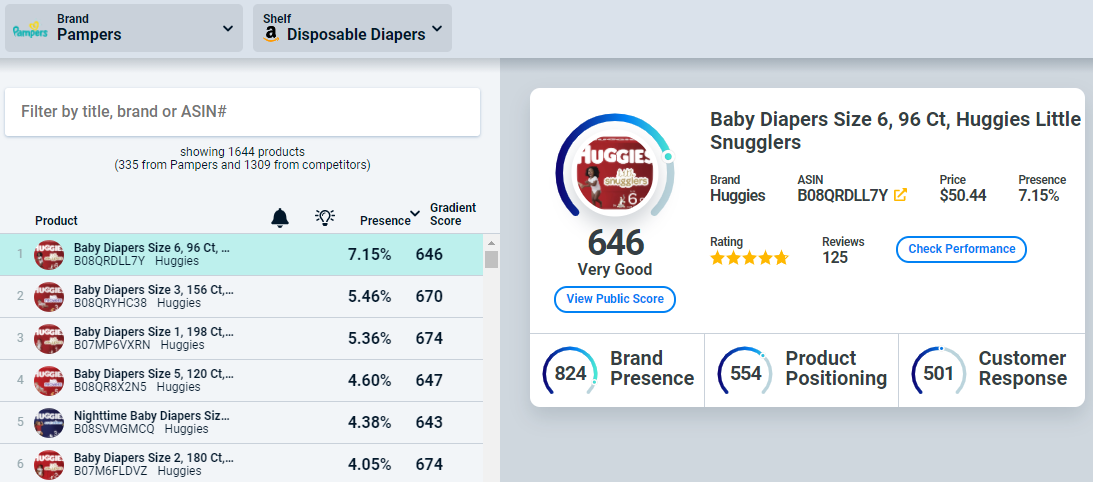 Pampers
Brand
Pampers
Shelf
Disposable Diapers
Filter by title, brand or ASIN#
showing 1644 products
(335 from Pampers and 1309 from competitors)
Product
Presence
Gradient
Score
1 Baby Diapers Size 6, 96 Ct, ... 7.15% 646
B08QRDLL7Y Huggies
2 Baby Diapers Size 3, 156 Ct,... 5.46% 670
B08QRYHC38 Huggies
3 Baby Diapers Size 1, 198 Ct,... 5.36% 674
B07MP6VXRN Huggies
4 Baby Diapers Size 5, 120 Ct,... 4.60% 647
B08QR8X2N5 Huggies
5 Nighttime Baby Diapers Siz... 4.38% 643
B08SVMGMCQ Huggies
6 Baby Diapers Size 2, 180 Ct,... 4.05% 674
B07M6FLDVZ Huggies
HUGGIES
Little
snugglers
6
646
Very Good
View Public Score
Baby Diapers Size 6, 96 Ct, Huggies Little
Snugglers
Brand ASIN Price Presence
Huggies B08QRDLL7Y $50.44 7.15%
Rating Reviews
125
Check Performance
824 Brand
Presence
554 Product
Positioning
501 Customer
Response